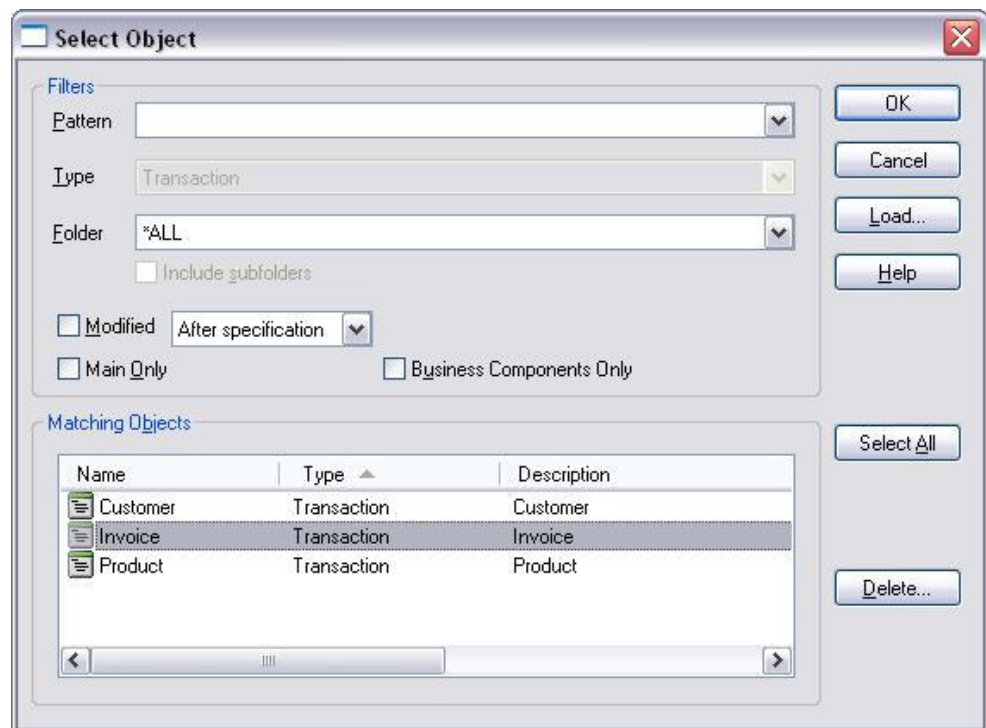 Select Object
Filters
Pattern
Type Transaction
Folder *ALL
Include subfolders
Modified After specification
Main Only Business Components Only
OK
Cancel
Load...
Help
Matching Objects
Name Type Description
Customer Transaction Customer
Invoice Transaction Invoice
Product Transaction Product
Select All
Delete...